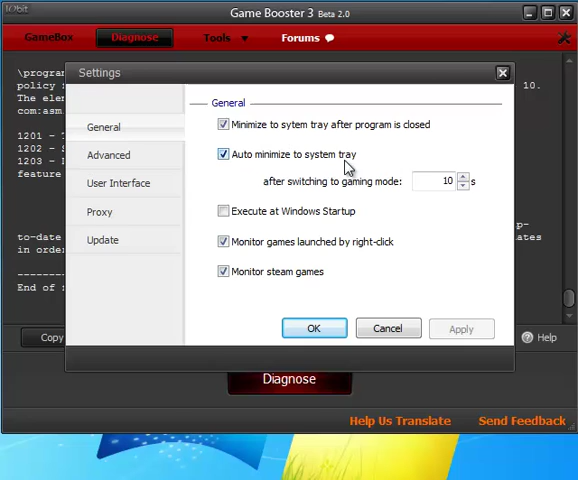 IObit
Game Booster 3 Beta 2.0
GameBox
Diagnose
Tools
Forums
\program
10.
policy
The ele
com:asm
1201 -
1202 -
1203 -
feature
to-date
in order
End of
Settings
General
Advanced
User Interface
Proxy
Update
General
Minimize to sytem tray after program is closed
Auto minimize to system tray
after switching to gaming mode: 10 s
Execute at Windows Startup
Monitor games launched by right-click
Monitor steam games
OK
Cancel
Apply
Copy
Help
Diagnose
Help Us Translate
Send Feedback